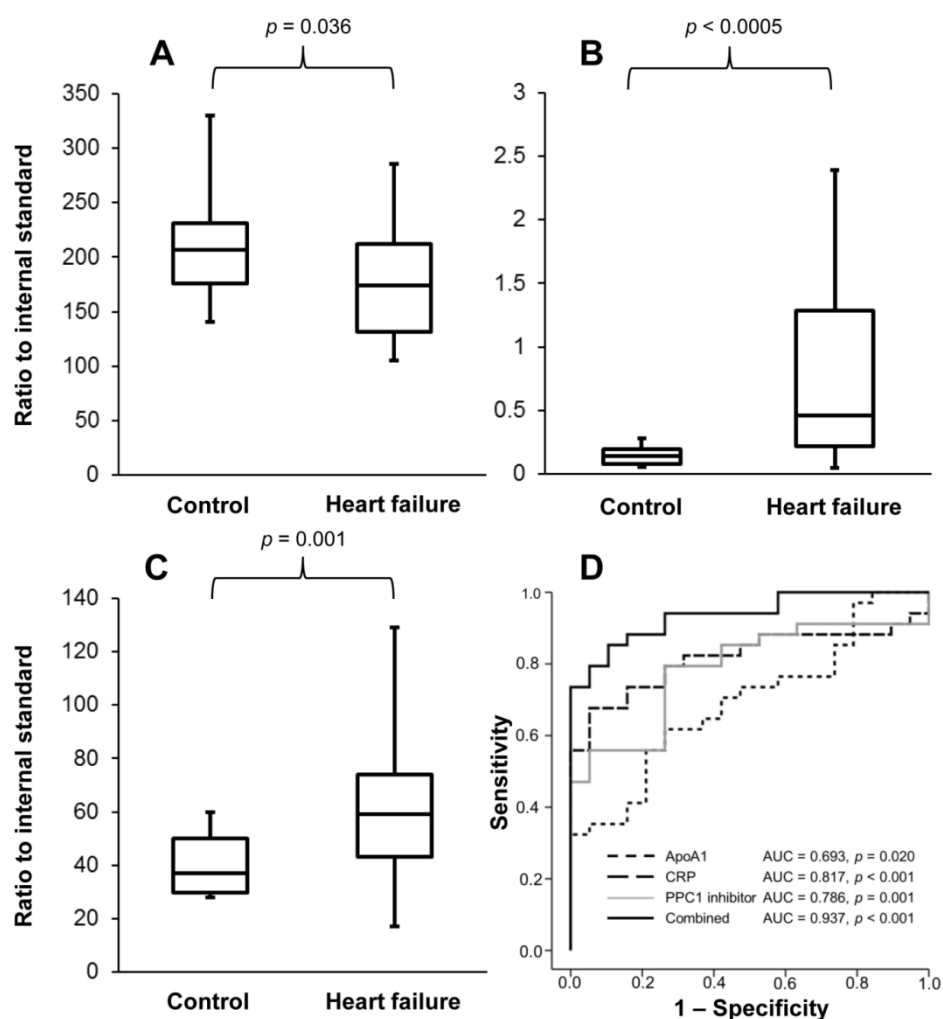 A
p = 0.036
Ratio to internal standard
350
300
250
200
150
100
50
0
Control Heart failure
B
p < 0.0005
3
2.5
2
1.5
1
0.5
0
Control Heart failure
C
p = 0.001
Ratio to internal standard
140
120
100
80
60
40
20
0
Control Heart failure
D
Sensitivity
1.0
0.8
0.6
0.4
0.2
0.0
ApoA1 AUC = 0.693, p = 0.020
CRP AUC = 0.817, p < 0.001
PPC1 inhibitor AUC = 0.786, p = 0.001
Combined AUC = 0.937, p < 0.001
0.0 0.2 0.4 0.6 0.8 1.0
1 – Specificity